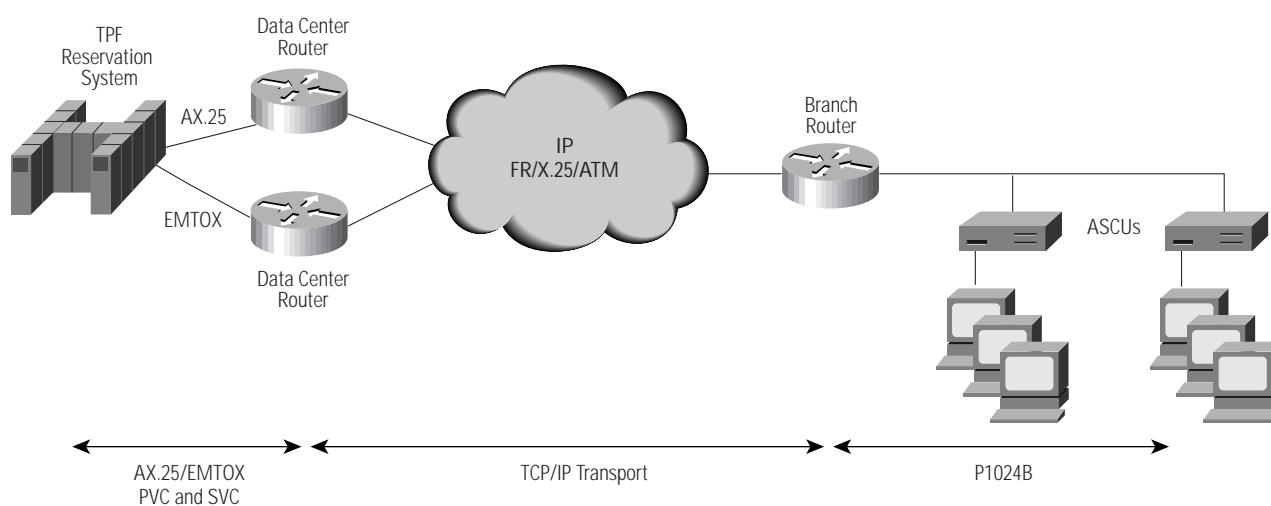 TPF
Reservation
System
Data Center
Router
AX.25
EMTOX
Data Center
Router
IP
FR/X.25/ATM
Branch
Router
ASCUs
AX.25/EMTOX
PVC and SVC
TCP/IP Transport
P1024B